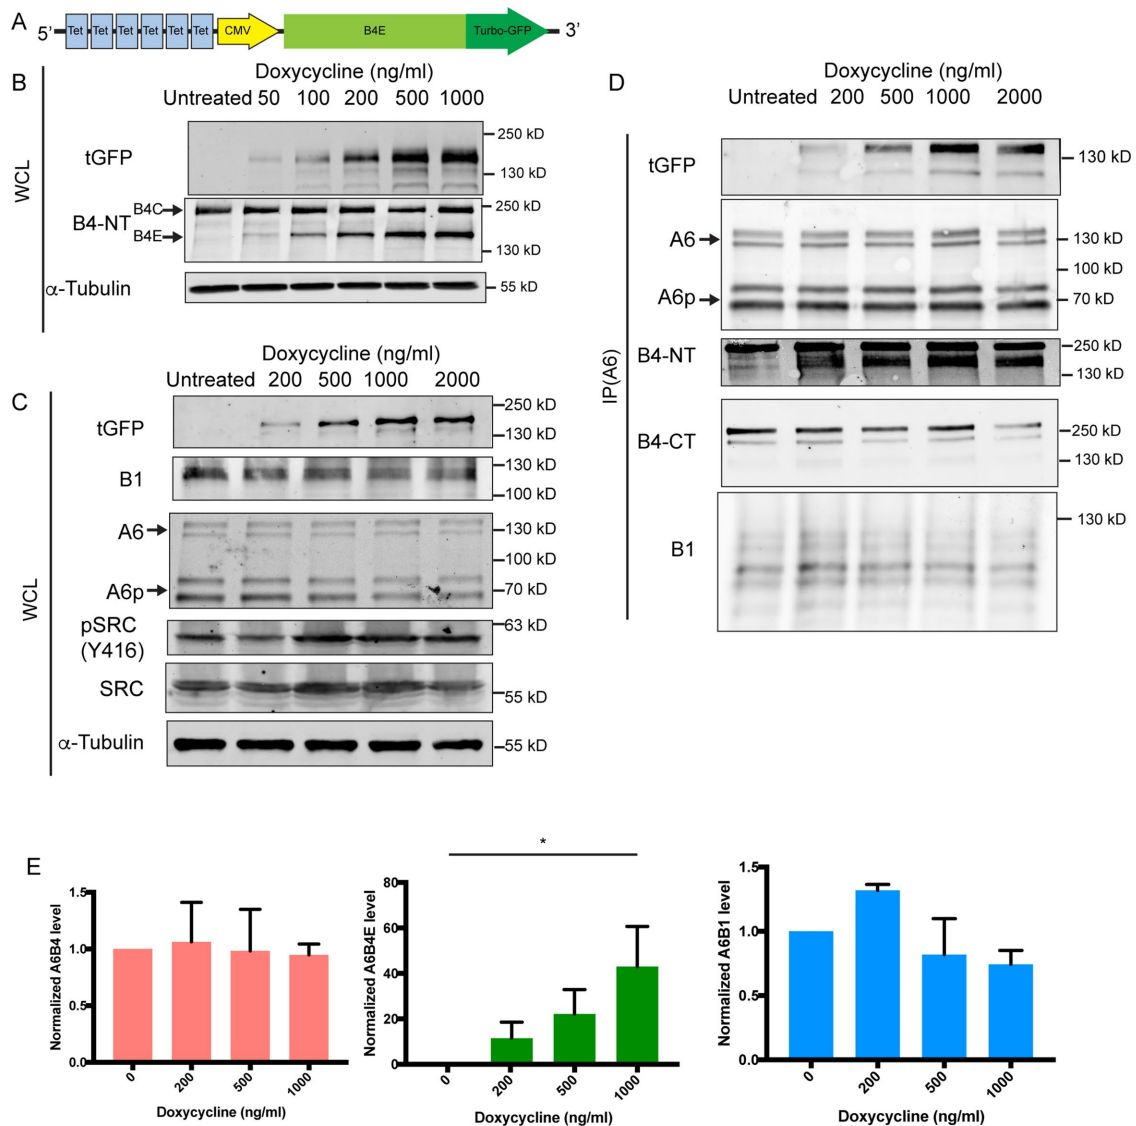 A
5' Tet Tet Tet Tet Tet Tet CMV B4E Turbo-GFP 3'
B
Doxycycline (ng/ml)
Untreated 50 100 200 500 1000
WCL
tGFP
250 kD
130 kD
B4-NT
B4C
B4E
250 kD
130 kD
α-Tubulin
55 kD
C
Doxycycline (ng/ml)
Untreated 200 500 1000 2000
WCL
tGFP
250 kD
130 kD
B1
130 kD
100 kD
A6
A6p
130 kD
100 kD
70 kD
pSRC
(Y416)
63 kD
SRC
55 kD
α-Tubulin
55 kD
D
Doxycycline (ng/ml)
Untreated 200 500 1000 2000
IP(A6)
tGFP
130 kD
A6
A6p
130 kD
100 kD
70 kD
B4-NT
250 kD
130 kD
B4-CT
250 kD
130 kD
B1
130 kD
E
Normalized A6B4 level
1.5
1.0
0.5
0.0
0 200 500 1000
Doxycycline (ng/ml)
*
Normalized A6B4E level
80
60
40
20
0
0 200 500 1000
Doxycycline (ng/ml)
Normalized A6B1 level
1.5
1.0
0.5
0.0
0 200 500 1000
Doxycycline (ng/ml)